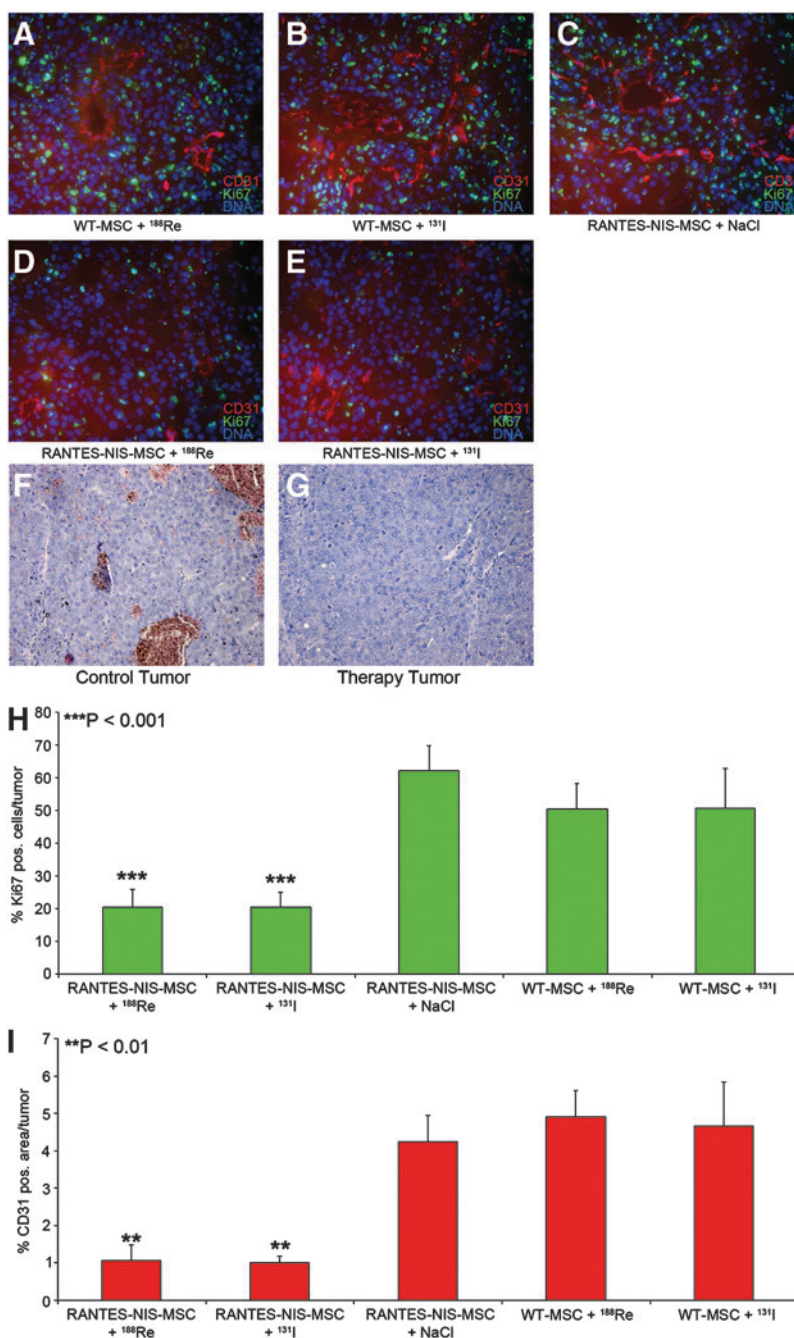 A
CD31
Ki67
DNA
WT-MSC + ¹⁸⁸Re
B
CD31
Ki67
DNA
WT-MSC + ¹³¹I
C
CD31
Ki67
DNA
RANTES-NIS-MSC + NaCl
D
CD31
Ki67
DNA
RANTES-NIS-MSC + ¹⁸⁸Re
E
CD31
Ki67
DNA
RANTES-NIS-MSC + ¹³¹I
F
Control Tumor
G
Therapy Tumor
H
***P < 0.001
% Ki67 pos. cells/tumor
80
70
60
50
40
30
20
10
0
***
***
RANTES-NIS-MSC
+ ¹⁸⁸Re
RANTES-NIS-MSC
+ ¹³¹I
RANTES-NIS-MSC
+ NaCl
WT-MSC + ¹⁸⁸Re
WT-MSC + ¹³¹I
I
**P < 0.01
% CD31 pos. area/tumor
7
6
5
4
3
2
1
0
**
**
RANTES-NIS-MSC
+ ¹⁸⁸Re
RANTES-NIS-MSC
+ ¹³¹I
RANTES-NIS-MSC
+ NaCl
WT-MSC + ¹⁸⁸Re
WT-MSC + ¹³¹I